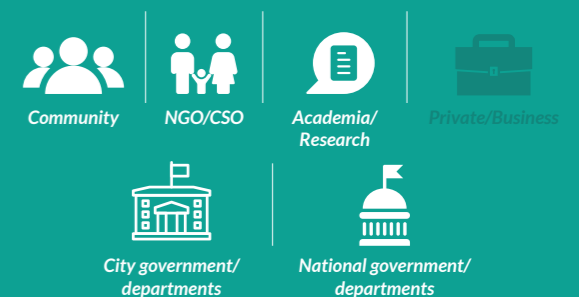 Community
NGO/CSO
Academia/
Research
Private/Business
City government/
departments
National government/
departments